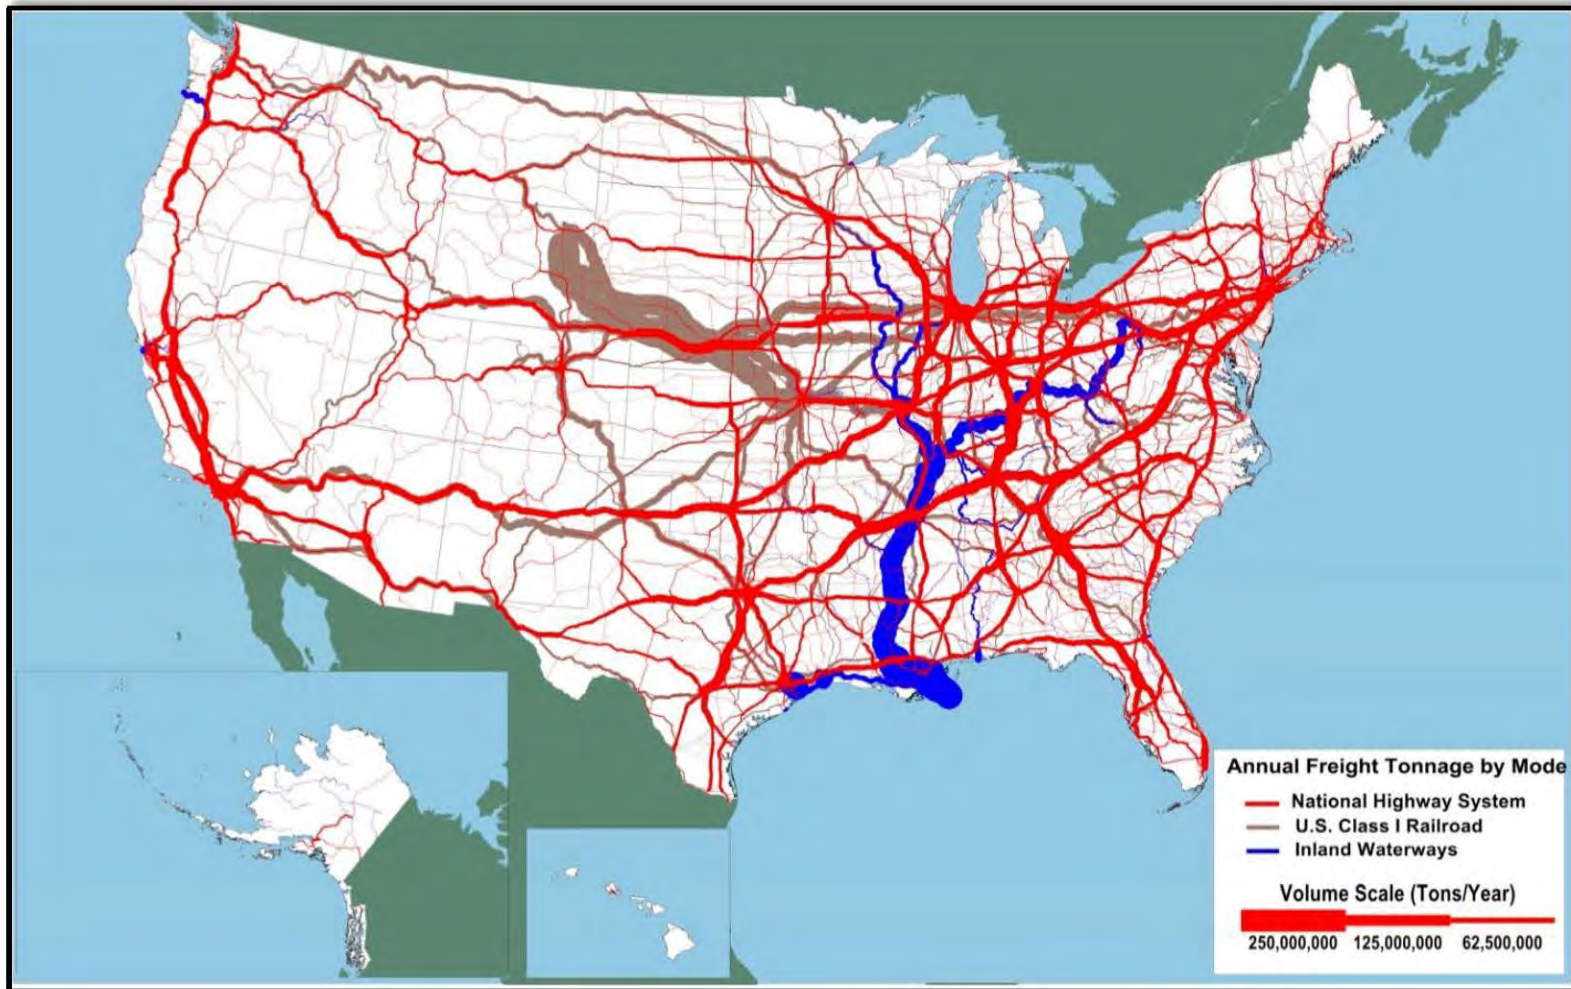 Annual Freight Tonnage by Mode
National Highway System
U.S. Class I Railroad
Inland Waterways
Volume Scale (Tons/Year)
250,000,000 125,000,000 62,500,000